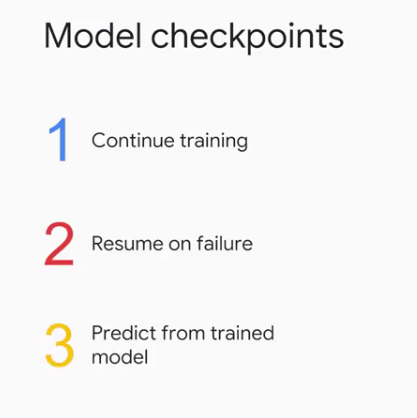 Model checkpoints
1 Continue training
2 Resume on failure
3 Predict from trained
model